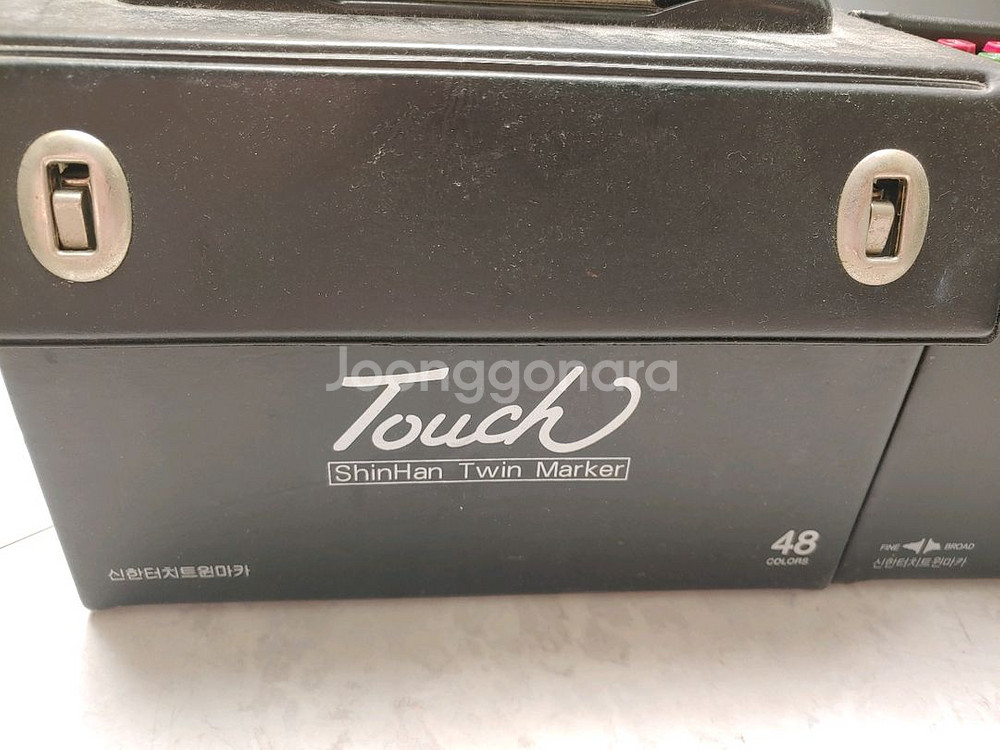 Joonggonara
Touch
ShinHan Twin Marker
48
COLORS
신한터치트윈마카
FINE BROAD
신한터치트윈마카